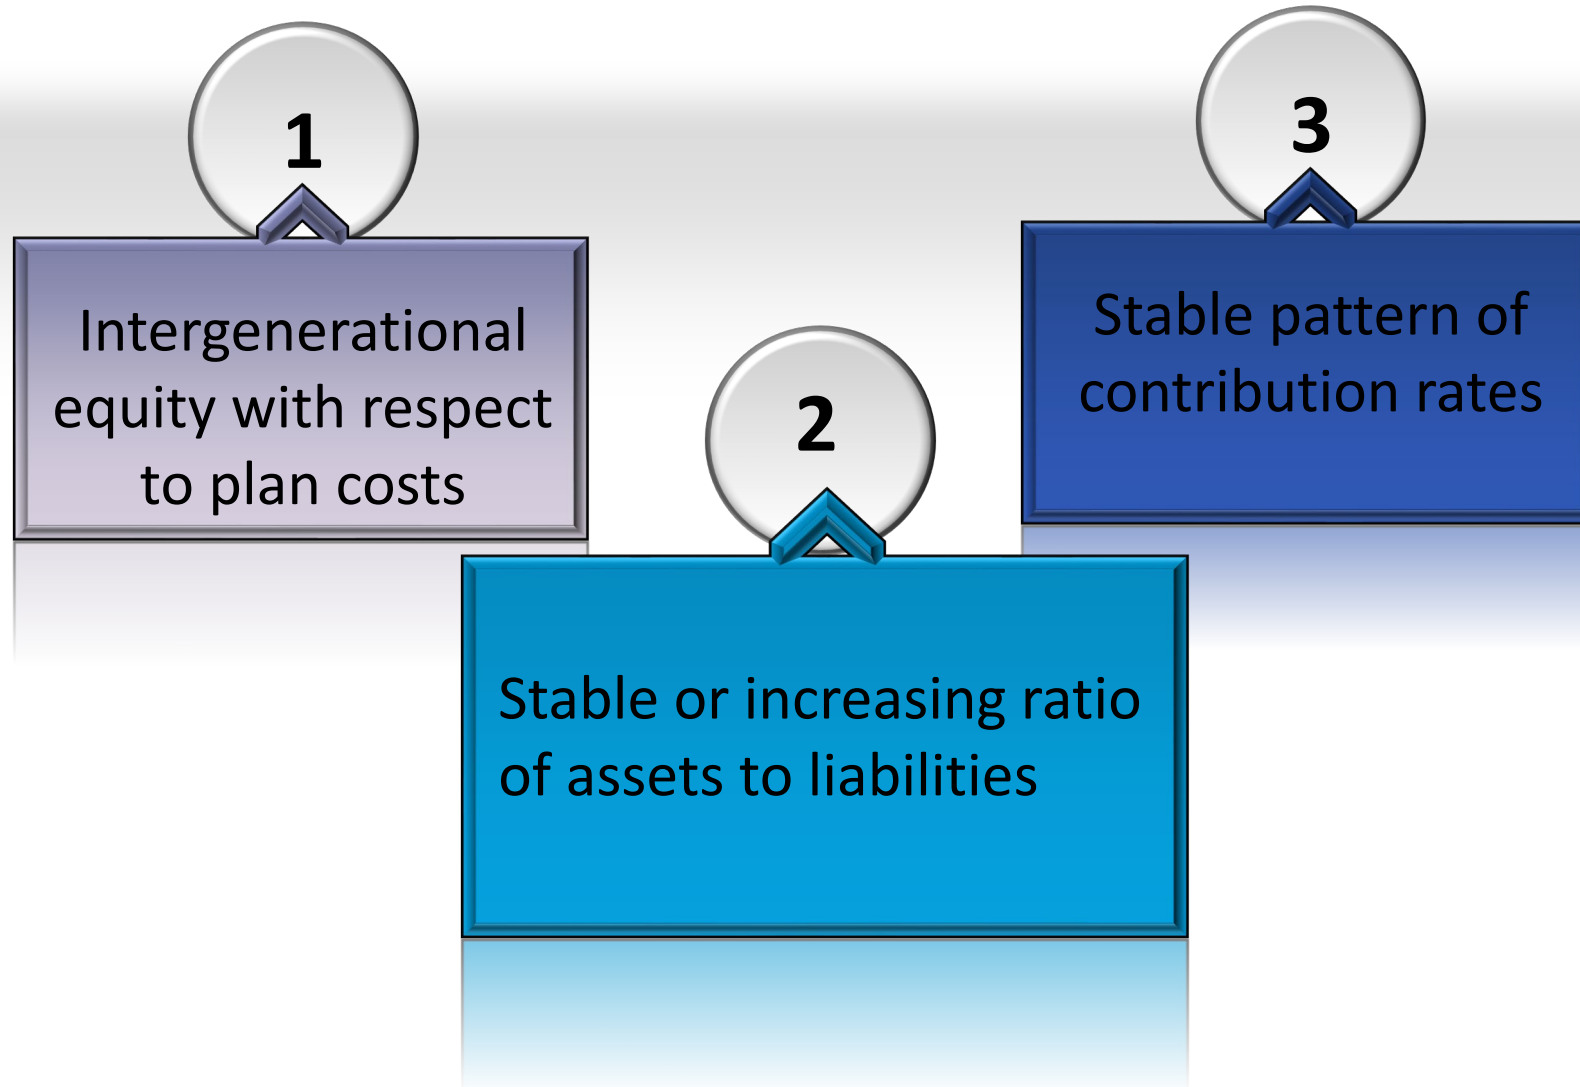 1
Intergenerational
equity with respect
to plan costs
2
Stable or increasing ratio
of assets to liabilities
3
Stable pattern of
contribution rates